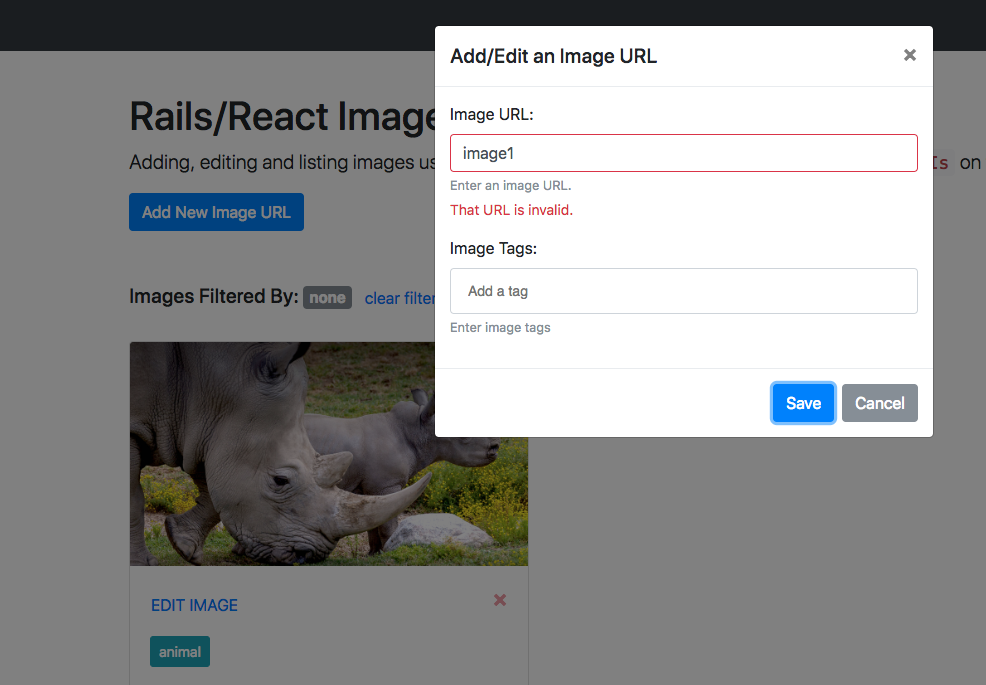 Add/Edit an Image URL
×
Image URL:
image1
Enter an image URL.
That URL is invalid.
Image Tags:
Add a tag
Enter image tags
Save Cancel
Rails/React Image
Adding, editing and listing images us
on
Add New Image URL
Images Filtered By: none clear filter
EDIT IMAGE ×
animal